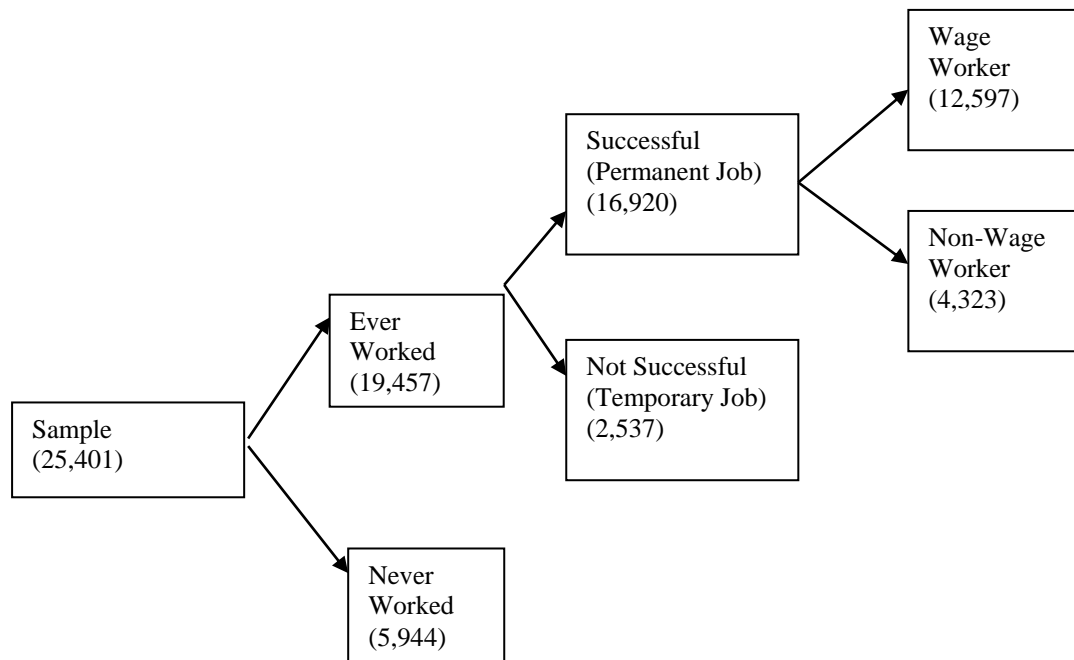 Wage
Worker
(12,597)
Successful
(Permanent Job)
(16,920)
Non-Wage
Worker
(4,323)
Ever
Worked
(19,457)
Not Successful
(Temporary Job)
(2,537)
Sample
(25,401)
Never
Worked
(5,944)